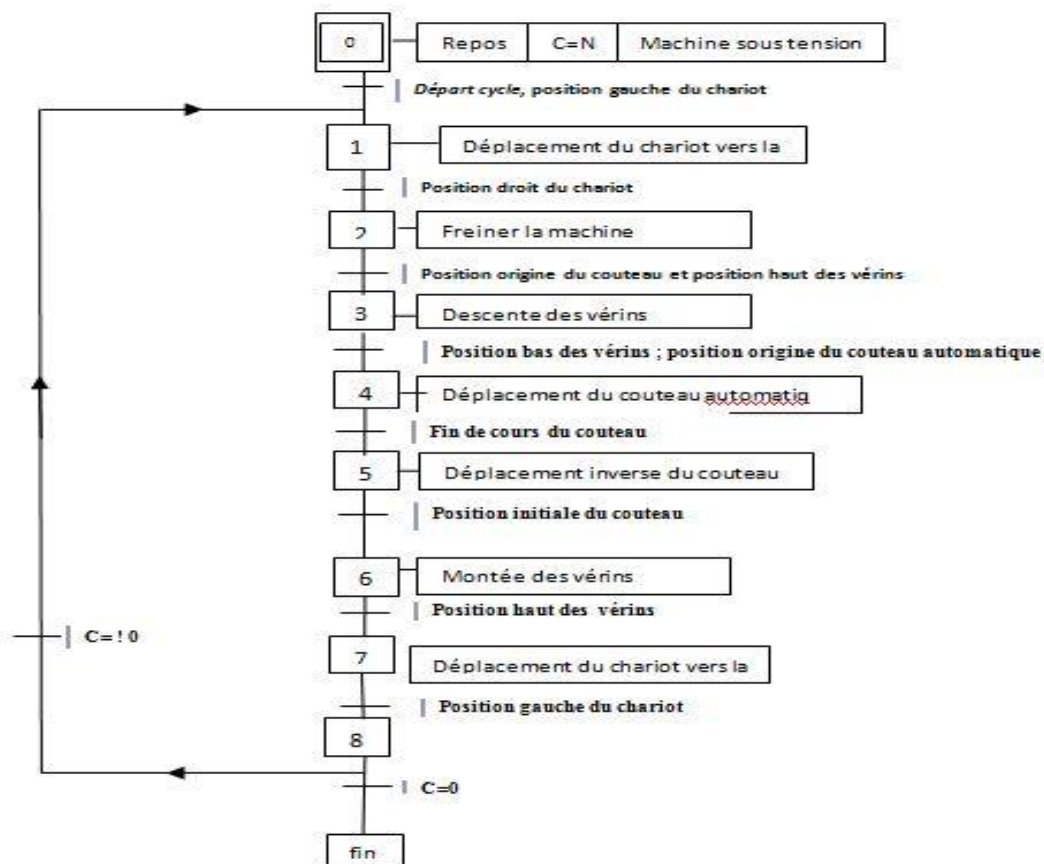 0
Repos C=N Machine sous tension
Départ cycle, position gauche du chariot
1
Déplacement du chariot vers la
Position droit du chariot
2
Freiner la machine
Position origine du couteau et position haut des vérins
3
Descente des vérins
Position bas des vérins ; position origine du couteau automatique
4
Déplacement du couteau automatiq
Fin de cours du couteau
5
Déplacement inverse du couteau
Position initiale du couteau
6
Montée des vérins
Position haut des vérins
C= ! 0
7
Déplacement du chariot vers la
Position gauche du chariot
8
C=0
fin